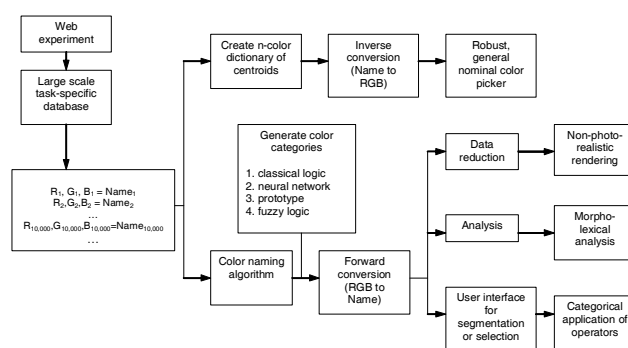 Web
experiment
Large scale
task-specific
database
R1, G1, B1 = Name1
R2,G2,B2 = Name2
...
R10,000,G10,000,B10,000=Name10,000
...
Create n-color
dictionary of
centroids
Inverse
conversion
(Name to
RGB)
Robust,
general
nominal color
picker
Generate color
categories
1. classical logic
2. neural network
3. prototype
4. fuzzy logic
Color naming
algorithm
Forward
conversion
(RGB to
Name)
Data
reduction
Non-photo-
realistic
rendering
Analysis
Morpho-
lexical
analysis
User interface
for
segmentation
or selection
Categorical
application of
operators